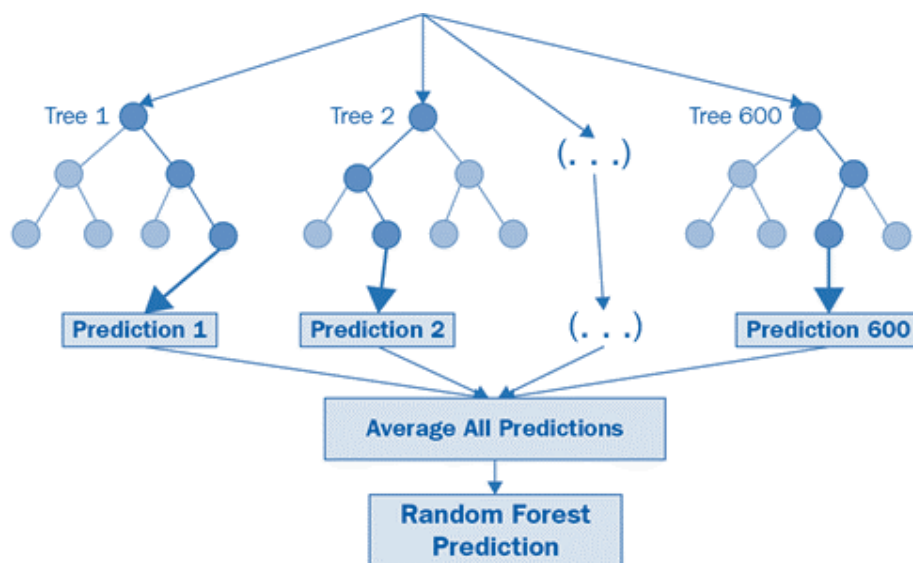 Tree 1
Tree 2
(. . .)
Tree 600
Prediction 1
Prediction 2
(. . .)
Prediction 600
Average All Predictions
Random Forest
Prediction